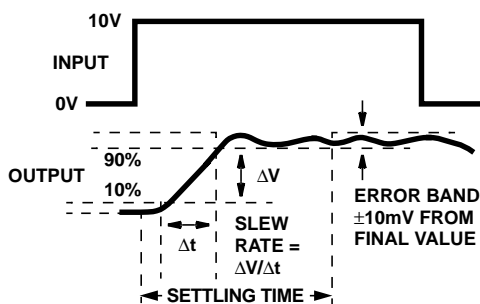 10V
INPUT
0V
90%
OUTPUT
10%
ΔV
Δt
SLEW
RATE =
ΔV/Δt
ERROR BAND
±10mV FROM
FINAL VALUE
SETTLING TIME